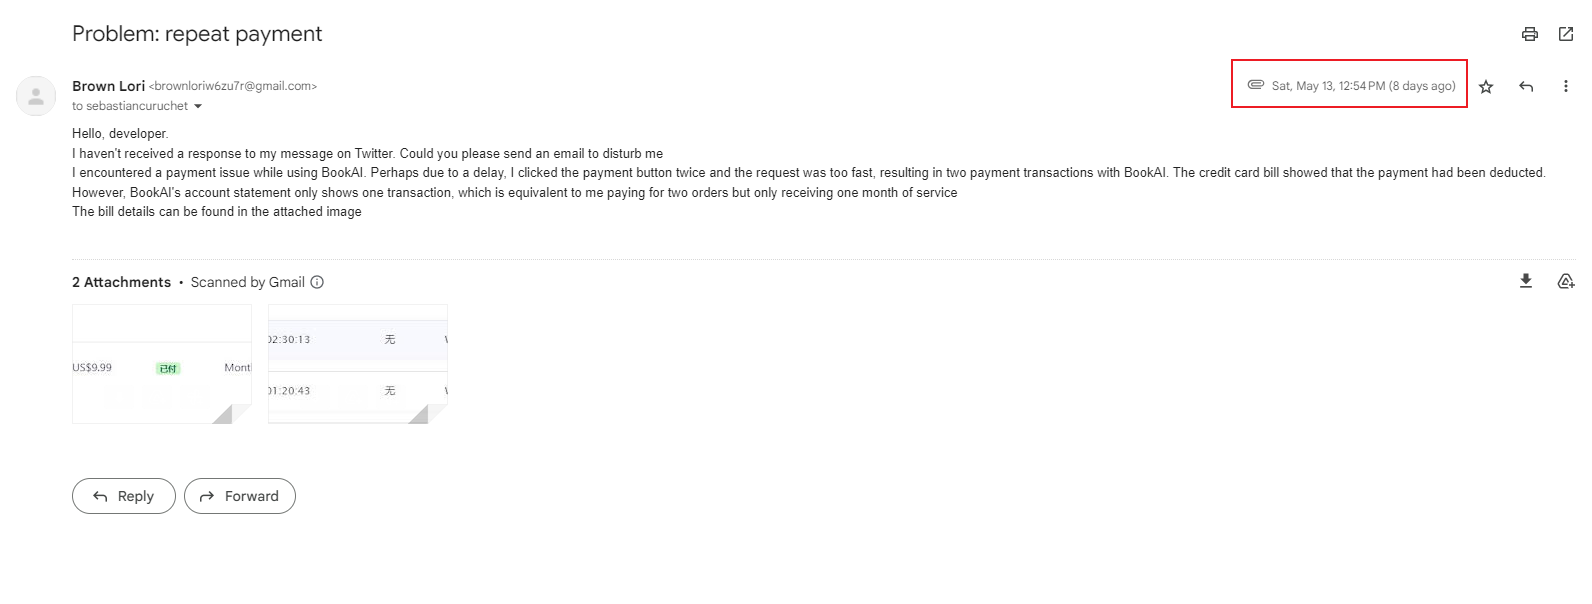 Problem: repeat payment
Brown Lori <brownloriw6zu7r@gmail.com>
Sat, May 13, 12:54 PM (8 days ago)
to sebastiancuruchet
Hello, developer.
I haven't received a response to my message on Twitter. Could you please send an email to disturb me
I encountered a payment issue while using BookAI. Perhaps due to a delay, I clicked the payment button twice and the request was too fast, resulting in two payment transactions with BookAI. The credit card bill showed that the payment had been deducted.
However, BookAI's account statement only shows one transaction, which is equivalent to me paying for two orders but only receiving one month of service
The bill details can be found in the attached image
2 Attachments • Scanned by Gmail
US$9.99 已付 Montl
02:30:13 无
01:20:43 无
Reply Forward